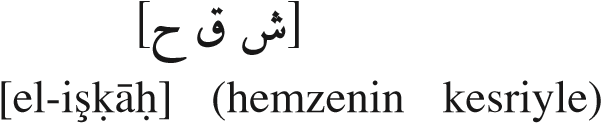 [ش ق ح]
[el-işḳāḥ] (hemzenin kesriyle)